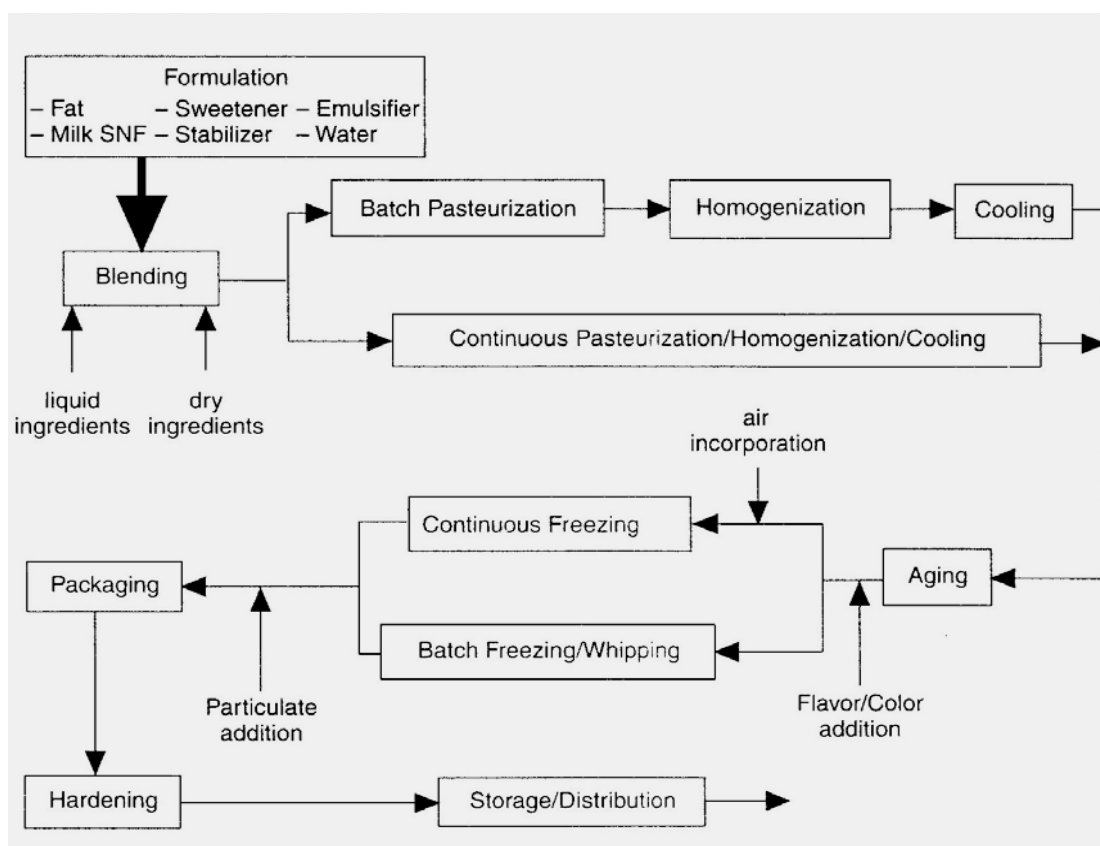 Formulation
– Fat – Sweetener – Emulsifier
– Milk SNF – Stabilizer – Water
Batch Pasteurization
Homogenization
Cooling
Blending
Continuous Pasteurization/Homogenization/Cooling
liquid
ingredients
dry
ingredients
air
incorporation
Continuous Freezing
Packaging
Aging
Batch Freezing/Whipping
Particulate
addition
Flavor/Color
addition
Hardening
Storage/Distribution